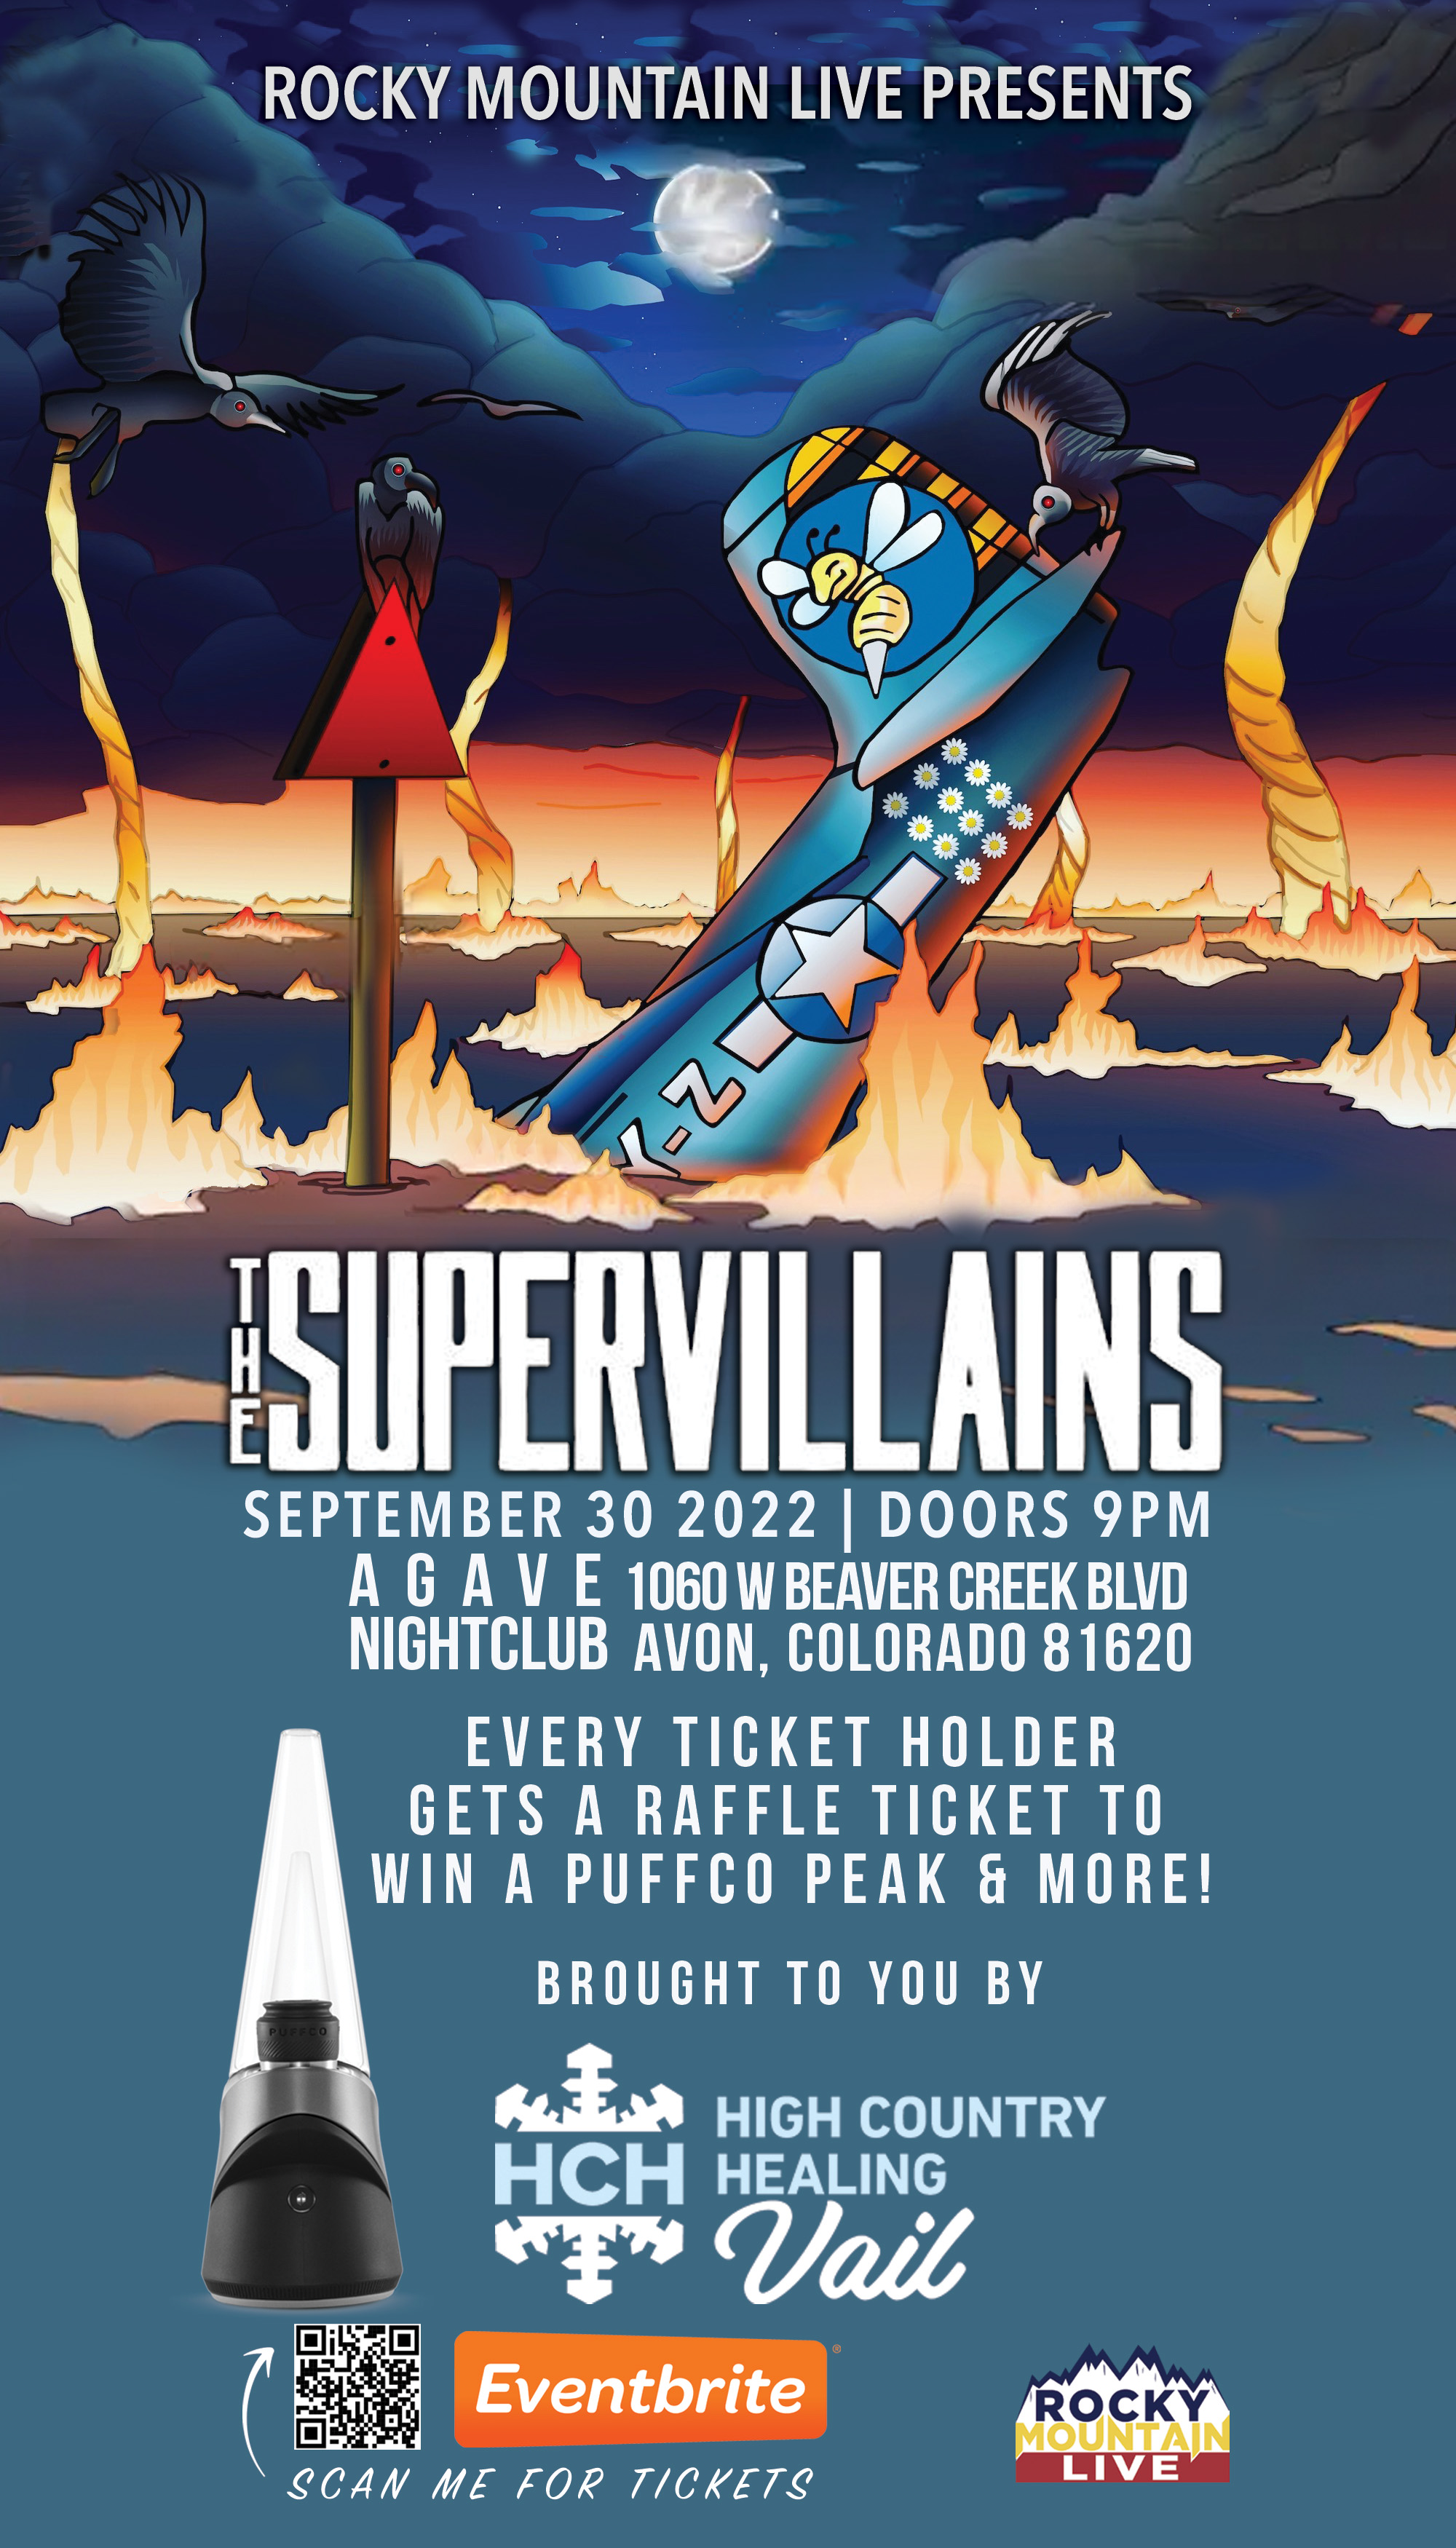 ROCKY MOUNTAIN LIVE PRESENTS
Y-N
THE SUPERVILLAINS
SEPTEMBER 30 2022 | DOORS 9PM
AGAVE 1060 W BEAVER CREEK BLVD
NIGHTCLUB AVON, COLORADO 81620
EVERY TICKET HOLDER
GETS A RAFFLE TICKET TO
WIN A PUFFCO PEAK & MORE!
BROUGHT TO YOU BY
PUFFCO
HCH
HIGH COUNTRY
HEALING
Vail
Eventbrite®
SCAN ME FOR TICKETS
ROCKY
MOUNTAIN
LIVE